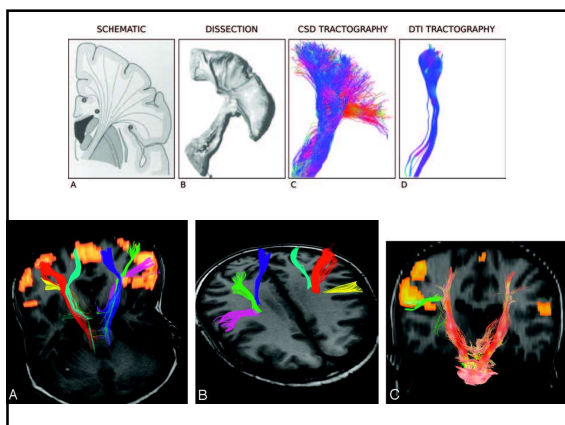 SCHEMATIC DISSECTION CSD TRACTOGRAPHY DTI TRACTOGRAPHY
A B C D
A B C